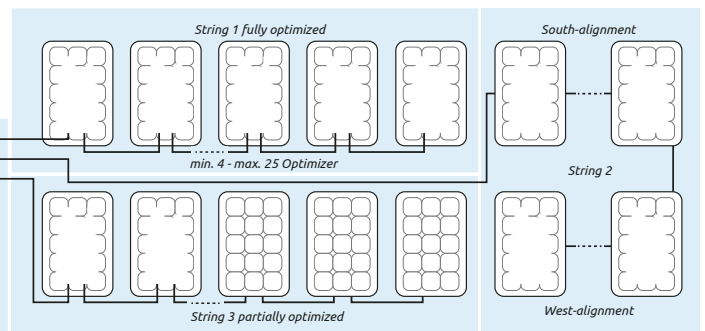 String 1 fully optimized
South-alignment
min. 4 - max. 25 Optimizer
String 2
String 3 partially optimized
West-alignment